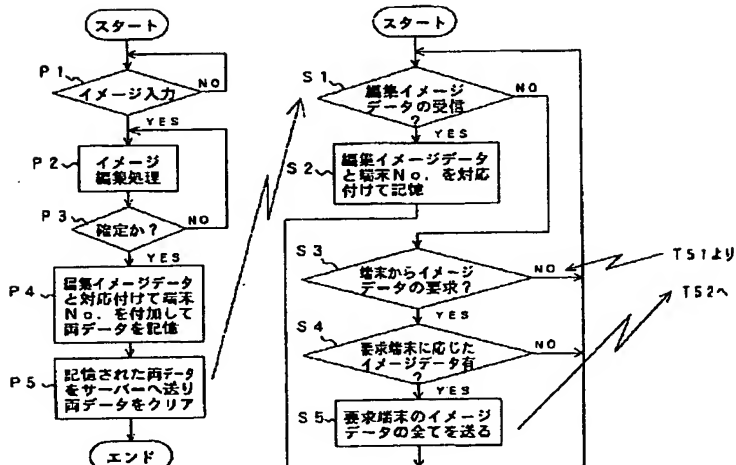 スタート
P1
イメージ入力
NO
YES
P2
イメージ
編集処理
P3
確定か?
NO
YES
P4
編集イメージデータ
と対応付けて端末
No.を付加して
両データを記憶
P5
記信された両データ
をサーバーへ送り
両データをクリア
エンド
スタート
S1
編集イメージ
データの受信
?
NO
YES
S2
編集イメージデータ
と端末No.を対応
付けて記憶
S3
端末からイメージ
データの要求?
NO
TS1より
YES
TS2へ
S4
要求端末に応じた
イメージデータ有
?
NO
YES
S5
要求端末のイメージ
データの全てを送る